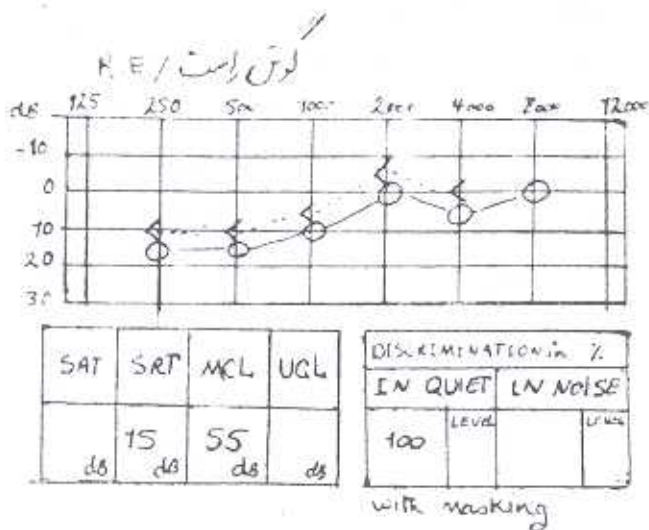 گوش راست / R.E
dB 125 250 500 1000 2000 4000 8000 12000
-10
0
10
20
30
SAT SRT MCL UCL
dB 15 dB 55 dB dB
DISCRIMINATION in %
IN QUIET IN NOISE
100 LEVEL LEVEL
with masking